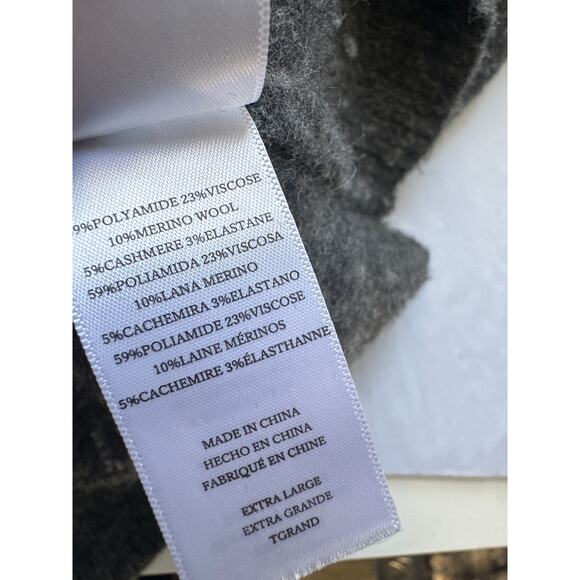 9%POLYAMIDE 23%VISCOSE
10%MERINO WOOL
5%CASHMERE 3%ELASTANE
59%POLIAMIDA 23%VISCOSA
10%LANA MERINO
5%CACHEMIRA 3%ELASTANO
59%POLIAMIDE 23%VISCOSE
10%LAINE MÉRINOS
5%CACHEMIRE 3%ÉLASTHANNE
MADE IN CHINA
HECHO EN CHINA
FABRIQUÉ EN CHINE
EXTRA LARGE
EXTRA GRANDE
TGRAND